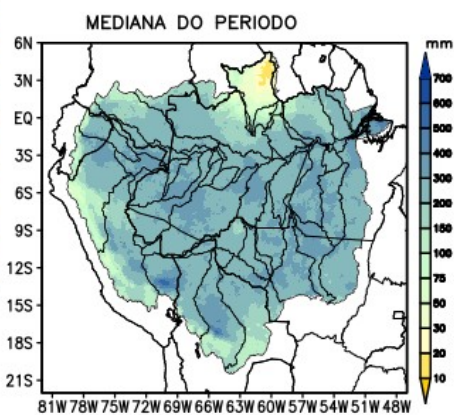 MEDIANA DO PERIODO
mm
6N
3N
EQ
3S
6S
9S
12S
15S
18S
21S
700
600
500
400
300
200
150
100
75
50
30
20
10
81W 78W 75W 72W 69W 66W 63W 60W 57W 54W 51W 48W